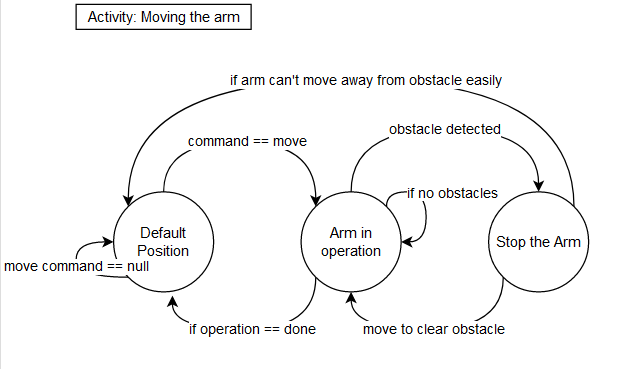 Activity: Moving the arm
if arm can't move away from obstacle easily
obstacle detected
command == move
if no obstacles
Default
Position
Arm in
operation
Stop the Arm
move command == null
if operation == done
move to clear obstacle